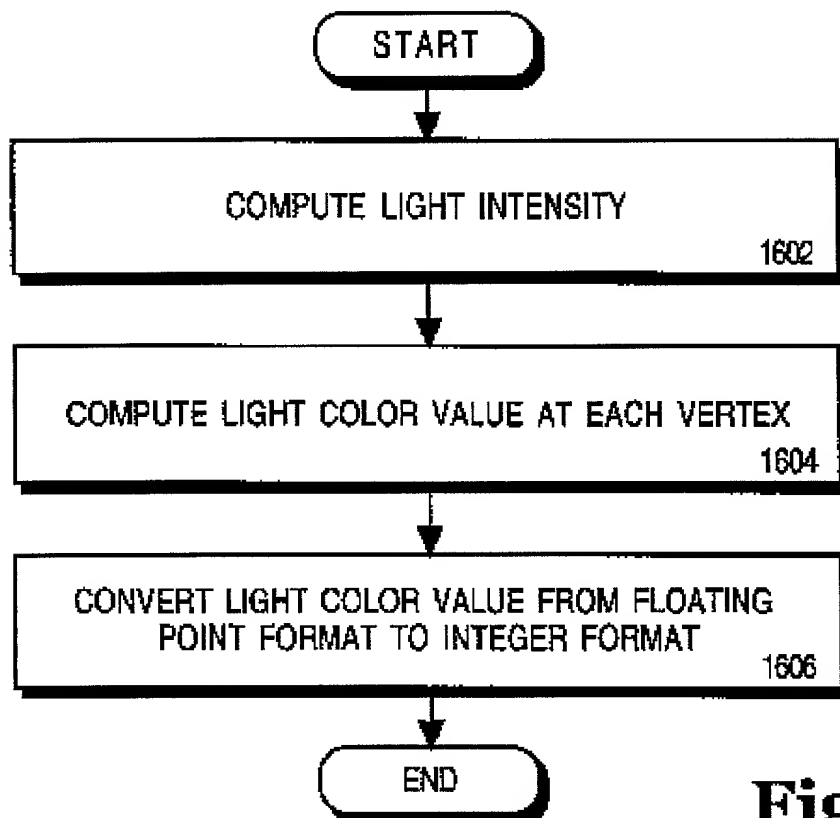 START
COMPUTE LIGHT INTENSITY
1602
COMPUTE LIGHT COLOR VALUE AT EACH VERTEX
1604
CONVERT LIGHT COLOR VALUE FROM FLOATING
POINT FORMAT TO INTEGER FORMAT
1606
END
Fig